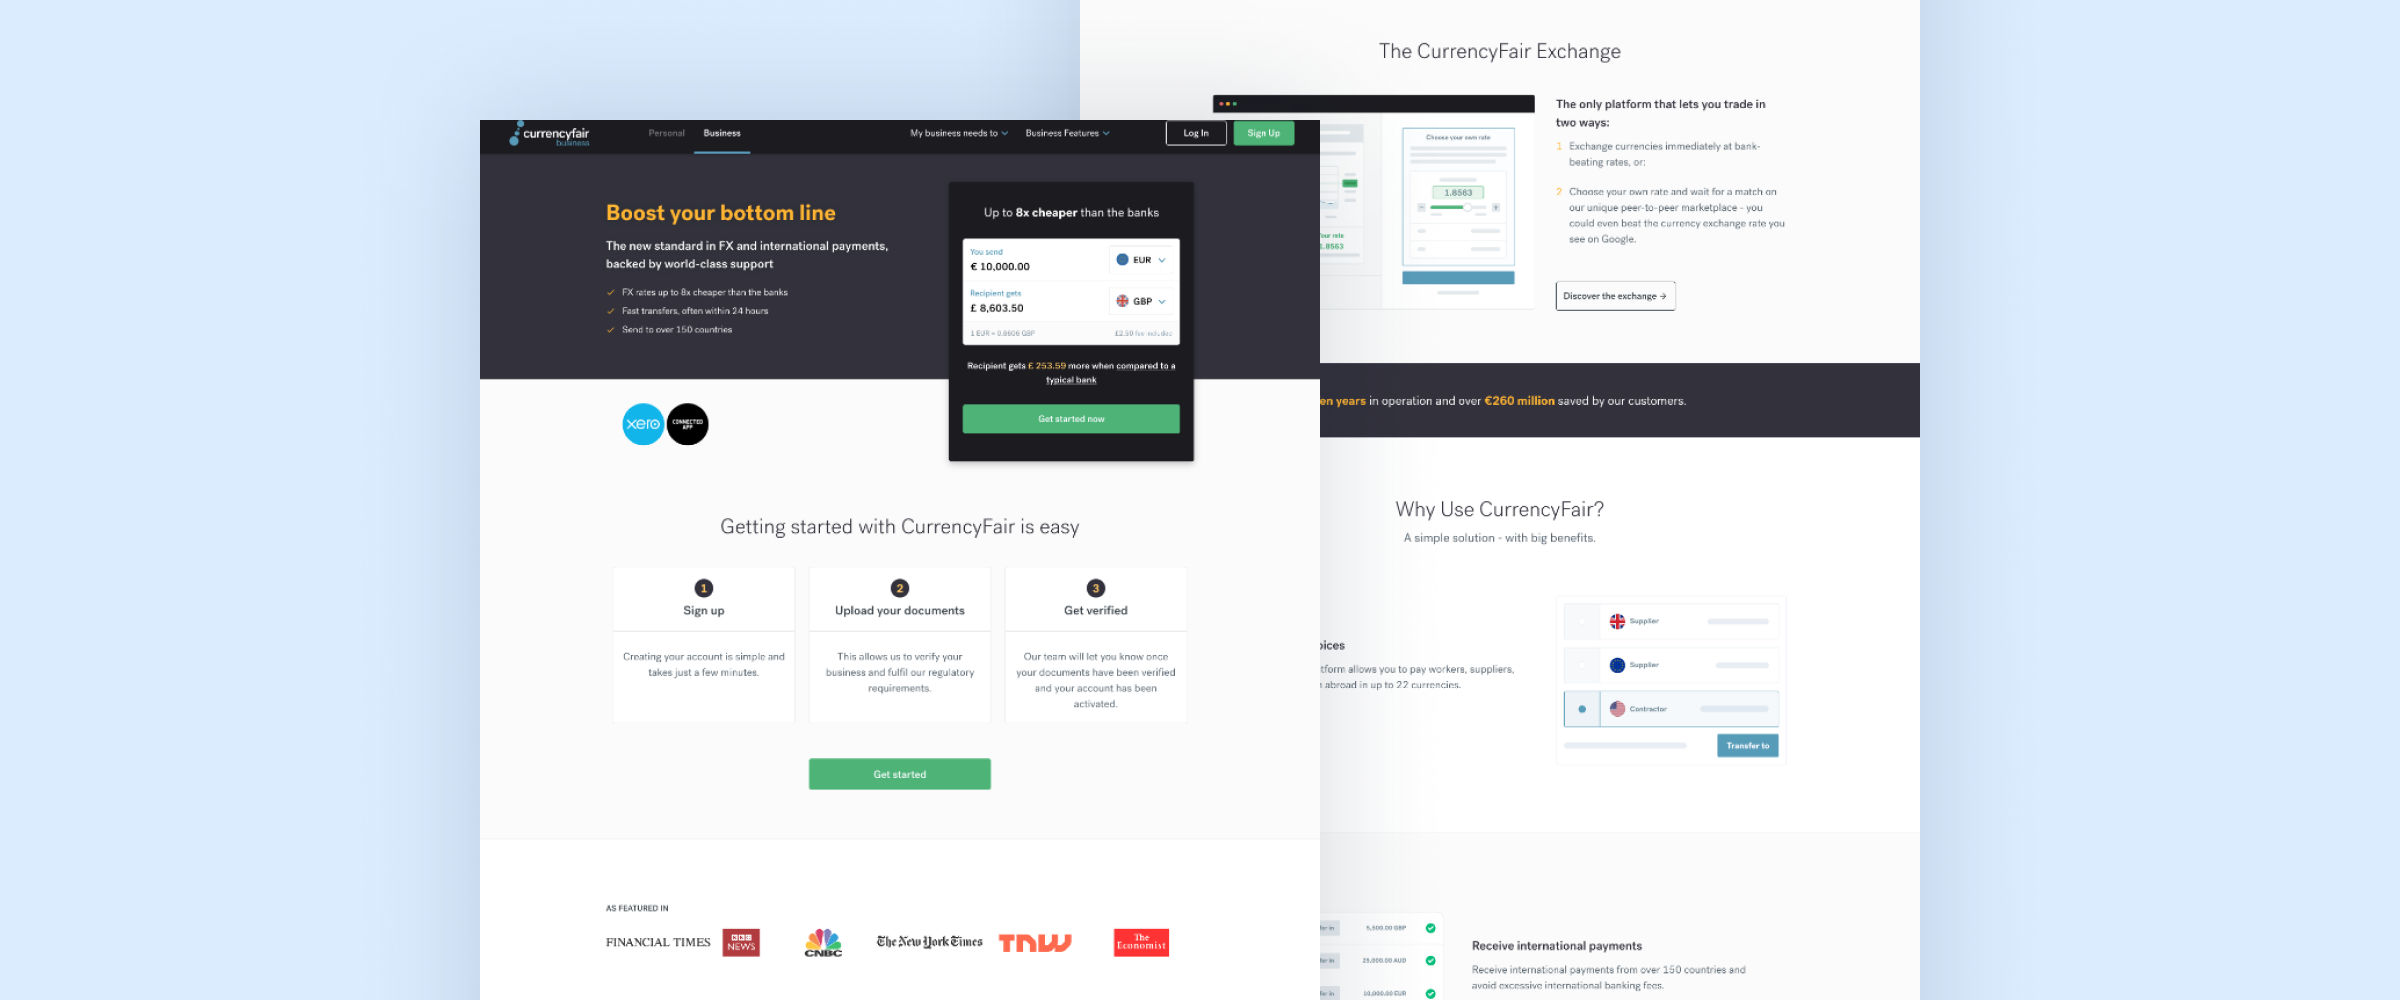 currencyfair
business
Personal
Business
My business needs to
Business Features
Log In
Sign Up
Boost your bottom line
The new standard in FX and international payments,
backed by world-class support
FX rates up to 8x cheaper than the banks
Fast transfers, often within 24 hours
Send to over 150 countries
Up to 8x cheaper than the banks
You send
€ 10,000.00
EUR
Recipient gets
£ 8,603.50
GBP
1 EUR = 0.8606 GBP
£2.50 fee included
Recipient gets £ 253.59 more when compared to a
typical bank
Get started now
xero
CONNECTED
APP
Getting started with CurrencyFair is easy
1
Sign up
Creating your account is simple and
takes just a few minutes.
2
Upload your documents
This allows us to verify your
business and fulfil our regulatory
requirements.
3
Get verified
Our team will let you know once
your documents have been verified
and your account has been
activated.
Get started
AS FEATURED IN
FINANCIAL TIMES
BBC
NEWS
CNBC
The New York Times
TNW
The
Economist
The CurrencyFair Exchange
Choose your own rate
1.8563
Your rate
1.8563
The only platform that lets you trade in
two ways:
1 Exchange currencies immediately at bank-
beating rates, or:
2 Choose your own rate and wait for a match on
our unique peer-to-peer marketplace - you
could even beat the currency exchange rate you
see on Google.
Discover the exchange →
en years in operation and over €260 million saved by our customers.
Why Use CurrencyFair?
A simple solution - with big benefits.
oices
tform allows you to pay workers, suppliers,
abroad in up to 22 currencies.
Supplier
Supplier
Contractor
Transfer to
fer in 5,500.00 GBP
fer in 25,000.00 AUD
fer in 10,000.00 EUR
Receive international payments
Receive international payments from over 150 countries and
avoid excessive international banking fees.